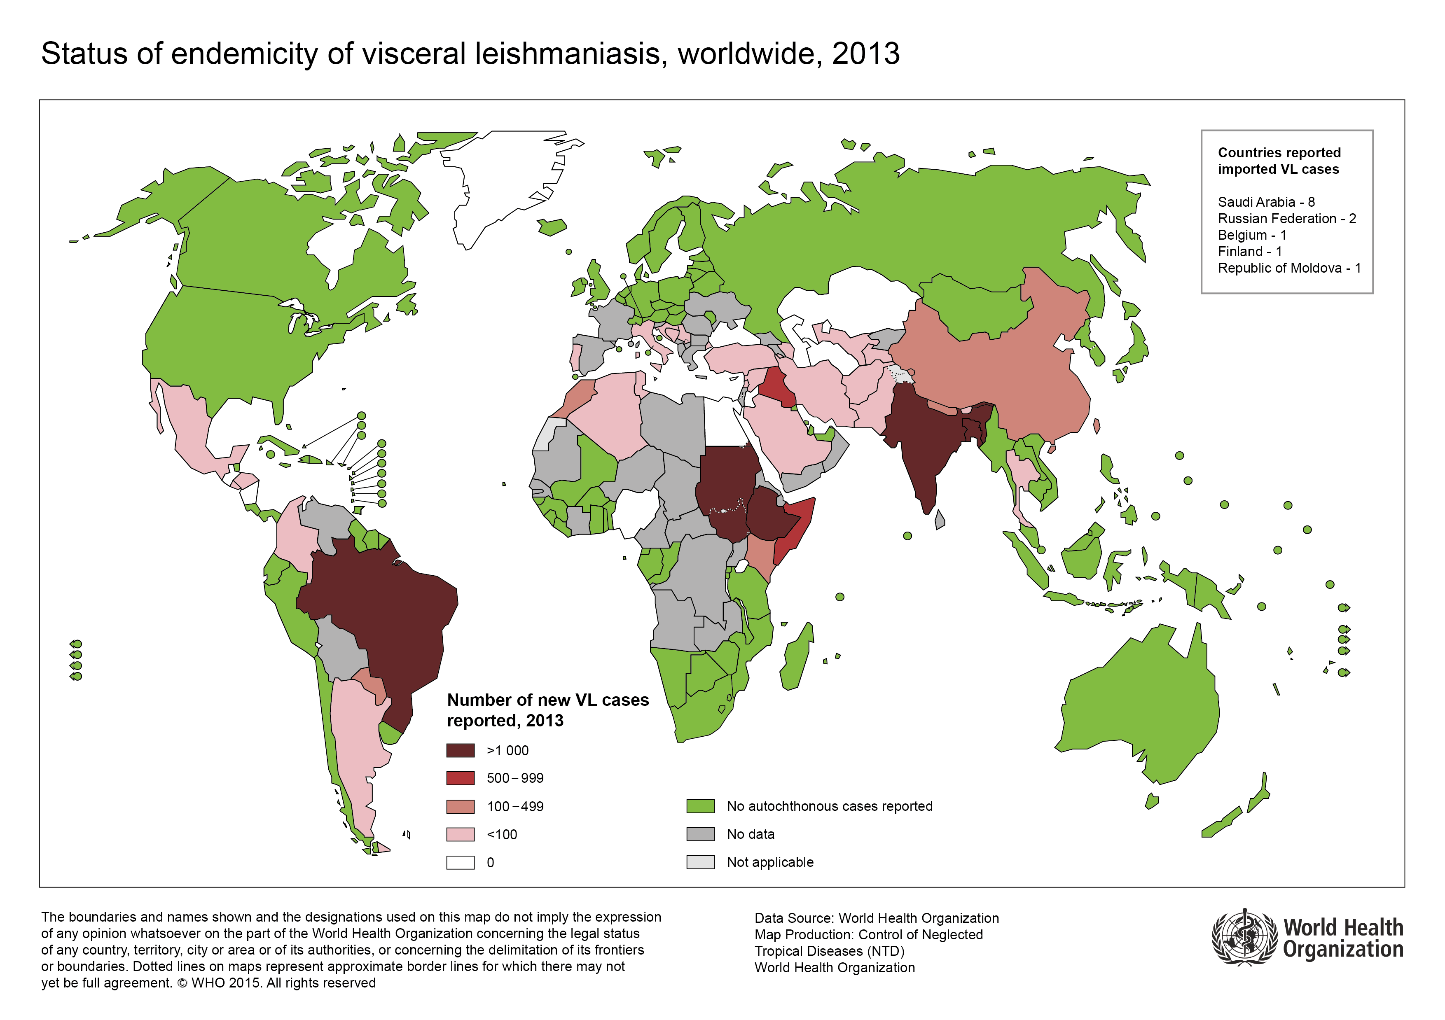 Status of endemicity of visceral leishmaniasis, worldwide, 2013
Countries reported
imported VL cases
Saudi Arabia - 8
Russian Federation - 2
Belgium - 1
Finland - 1
Republic of Moldova - 1
Number of new VL cases
reported, 2013
>1 000
500–999
100–499
<100
0
No autochthonous cases reported
No data
Not applicable
The boundaries and names shown and the designations used on this map do not imply the expression
of any opinion whatsoever on the part of the World Health Organization concerning the legal status
of any country, territory, city or area or of its authorities, or concerning the delimitation of its frontiers
or boundaries. Dotted lines on maps represent approximate border lines for which there may not
yet be full agreement. © WHO 2015. All rights reserved
Data Source: World Health Organization
Map Production: Control of Neglected
Tropical Diseases (NTD)
World Health Organization
World Health
Organization